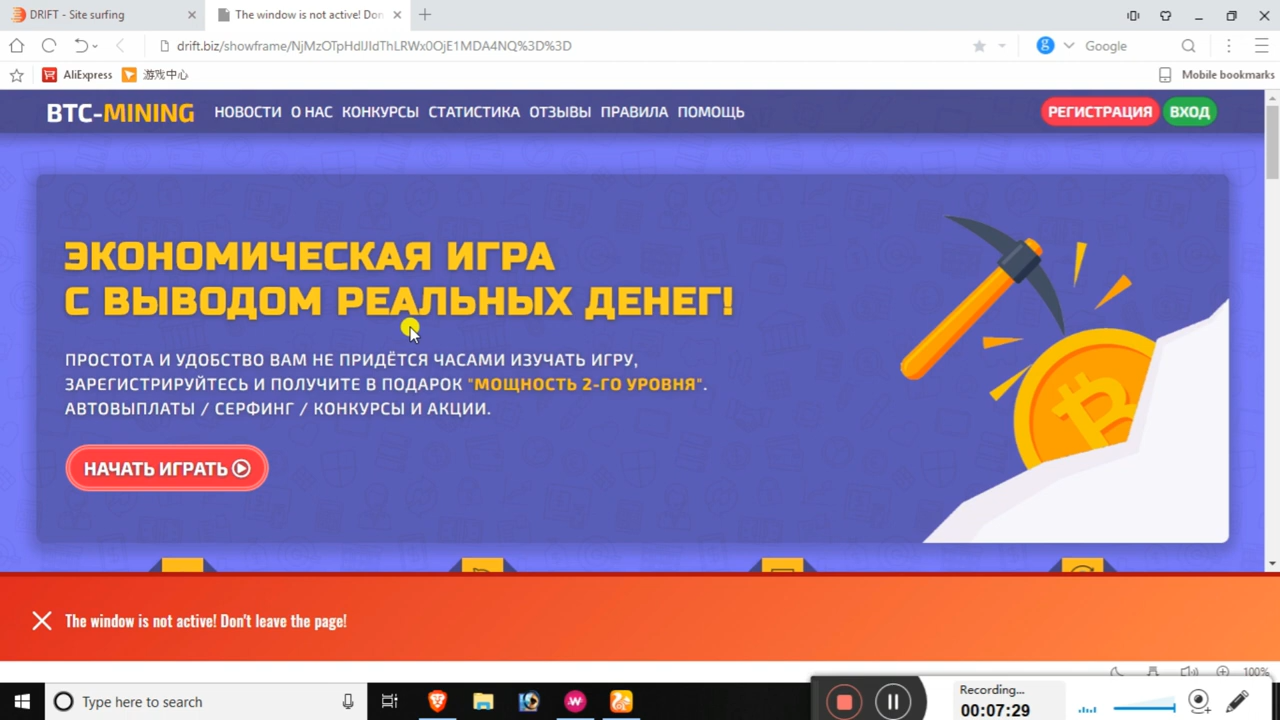 DRIFT - Site surfing
The window is not active! Don
drift.biz/showframe/NjMzOTpHdlJIdThLRWx0OjE1MDA4NQ%3D%3D
Google
AliExpress
游戏中心
Mobile bookmarks
BTC-MINING
НОВОСТИ О НАС КОНКУРСЫ СТАТИСТИКА ОТЗЫВЫ ПРАВИЛА ПОМОЩЬ
РЕГИСТРАЦИЯ ВХОД
ЭКОНОМИЧЕСКАЯ ИГРА
С ВЫВОДОМ РЕАЛЬНЫХ ДЕНЕГ!
ПРОСТОТА И УДОБСТВО ВАМ НЕ ПРИДЁТСЯ ЧАСАМИ ИЗУЧАТЬ ИГРУ,
ЗАРЕГИСТРИРУЙТЕСЬ И ПОЛУЧИТЕ В ПОДАРОК "МОЩНОСТЬ 2-ГО УРОВНЯ".
АВТОВЫПЛАТЫ / СЕРФИНГ / КОНКУРСЫ И АКЦИИ.
НАЧАТЬ ИГРАТЬ
The window is not active! Don't leave the page!
100%
Type here to search
Recording...
00:07:29